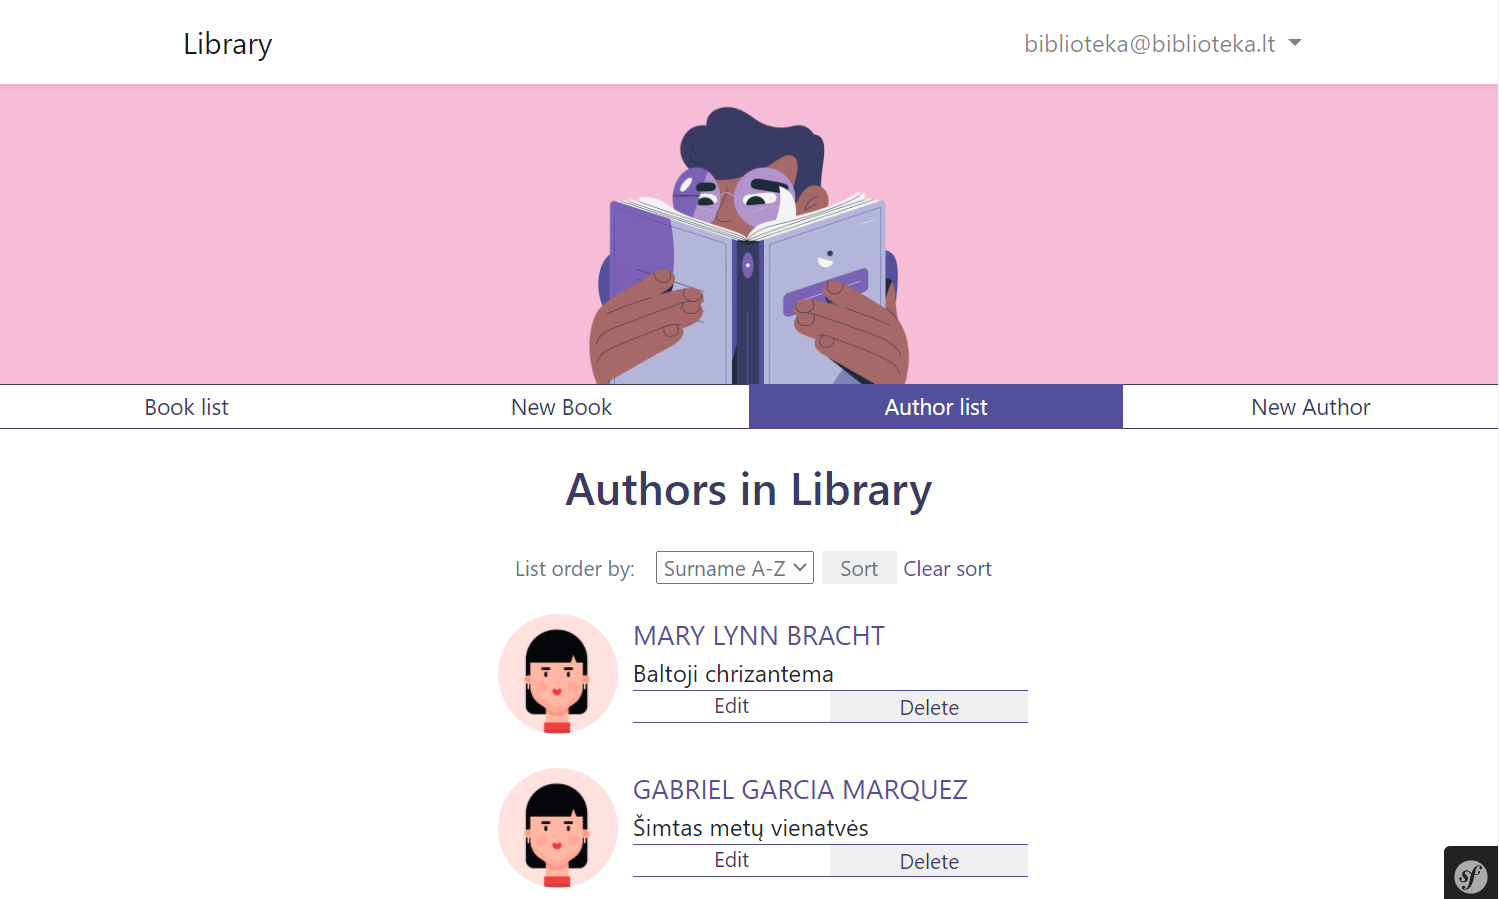 Library
biblioteka@biblioteka.lt
Book list
New Book
Author list
New Author
Authors in Library
List order by: Surname A-Z Sort Clear sort
MARY LYNN BRACHT
Baltoji chrizantema
Edit Delete
GABRIEL GARCIA MARQUEZ
Šimtas metų vienatvės
Edit Delete
sf